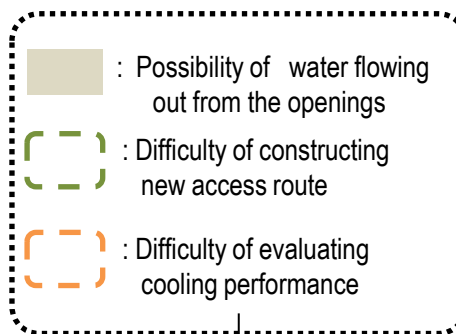 : Possibility of water flowing
out from the openings
: Difficulty of constructing
new access route
: Difficulty of evaluating
cooling performance